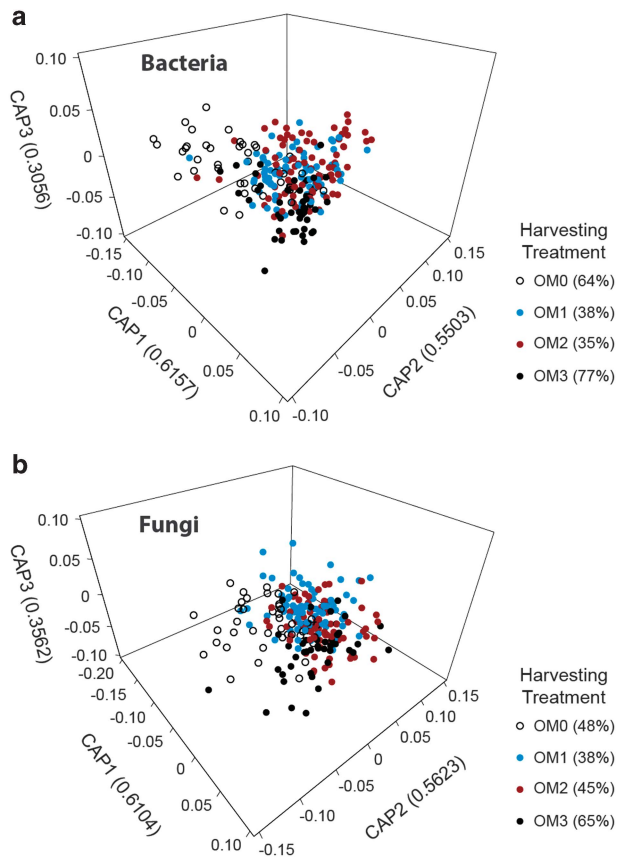 a
Bacteria
0.10
0.05
0
-0.05
-0.10
CAP3 (0.3056)
-0.15
-0.10
-0.05
0
0.05
0.10
CAP1 (0.6157)
-0.10
-0.05
0
0.05
0.10
0.15
CAP2 (0.5503)
Harvesting
Treatment
OM0 (64%)
OM1 (38%)
OM2 (35%)
OM3 (77%)
b
Fungi
0.10
0.05
0
-0.05
-0.10
CAP3 (0.3562)
-0.20
-0.15
-0.10
-0.05
0
0.05
0.10
CAP1 (0.6104)
-0.15
-0.10
-0.05
0
0.05
0.10
0.15
CAP2 (0.5623)
Harvesting
Treatment
OM0 (48%)
OM1 (38%)
OM2 (45%)
OM3 (65%)